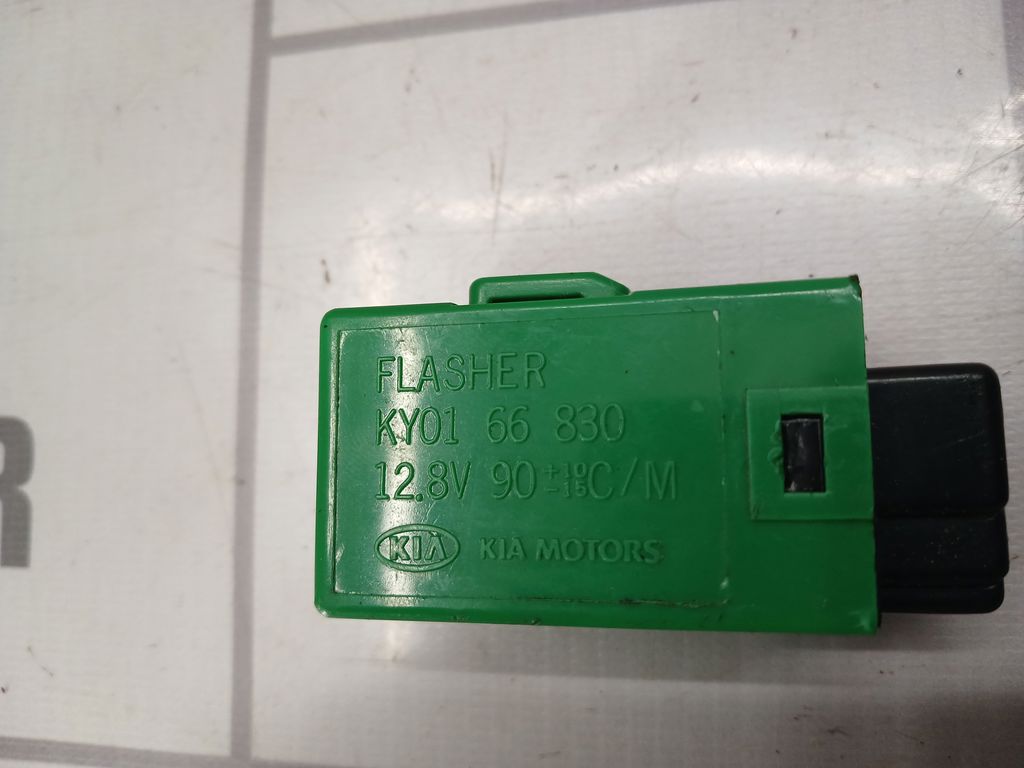 FLASHER
KY01 66 830
12.8V 90 +10 -15 C/M
KIA KIA MOTORS
R